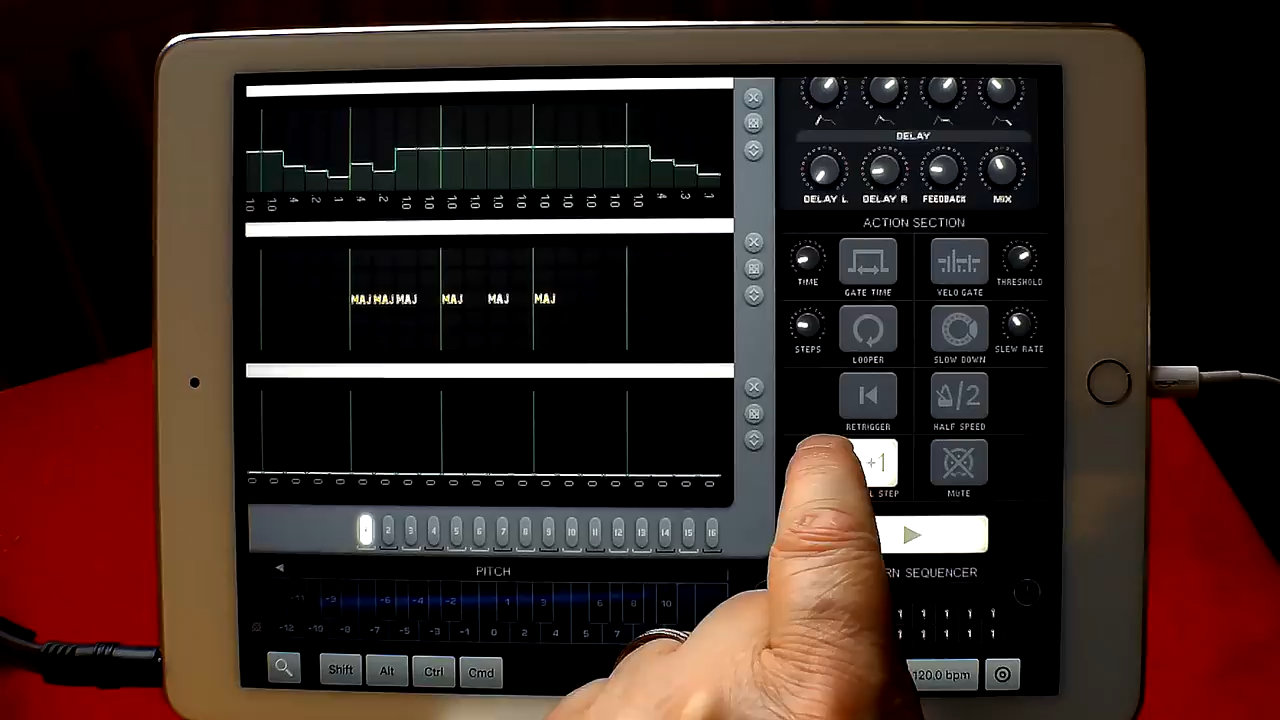 DELAY
DELAY L DELAY R FEEDBACK MIX
ACTION SECTION
TIME GATE TIME VELO GATE THRESHOLD
STEPS LOOPER SLOW DOWN SLEW RATE
/2
RETRIGGER HALF SPEED
+1
STEP MUTE
10 10 .4 .2 .1 .4 .2 10 10 10 10 10 10 10 10 10 10 10 .4 .3 .1
MAJ MAJ MAJ MAJ MAJ MAJ
0 0 0 0 0 0 0 0 0 0 0 0 0 0 0 0 0 0 0 0 0
2 3 4 5 6 7 8 9 10 11 12 13 14 15 16
PITCH
SEQUENCER
-11 -9 -6 -4 -2 1 3 6 8 10
-12 -10 -8 -7 -5 -3 -1 0 2 4 5 7
Shift Alt Ctrl Cmd
120.0 bpm